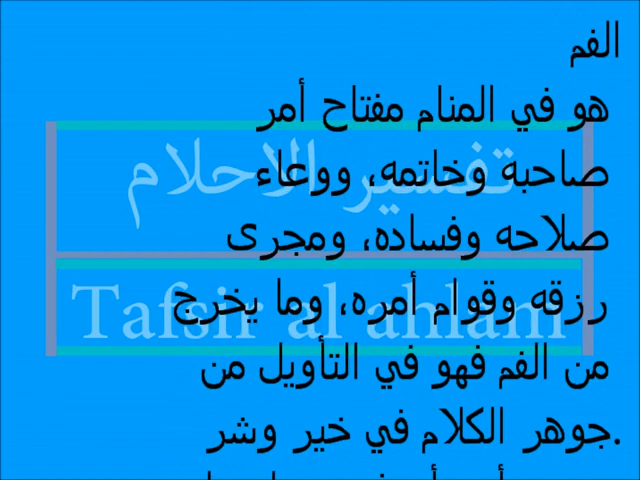 الفم
هو في المنام مفتاح أمر
صاحبه وخاتمه، ووعاء
صلاحه وفساده، ومجرى
رزقه وقوام أمره، وما يخرج
من الفم فهو في التأويل من
جوهر الكلام في خير وشر.
تفسير الاحلام
Tafsir al ahlam